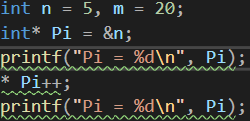 int n = 5, m = 20;
int* Pi = &n;
printf("Pi = %d\n", Pi);
* Pi++;
printf("Pi = %d\n", Pi);